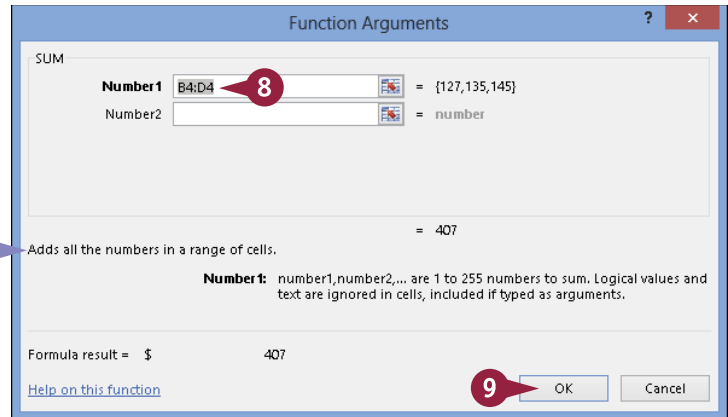 Function Arguments ? ×
SUM
Number1 B4:D4 8 = {127,135,145}
Number2 = number
= 407
Adds all the numbers in a range of cells.
Number1: number1,number2,... are 1 to 255 numbers to sum. Logical values and
text are ignored in cells, included if typed as arguments.
Formula result = $ 407
Help on this function 9 OK Cancel